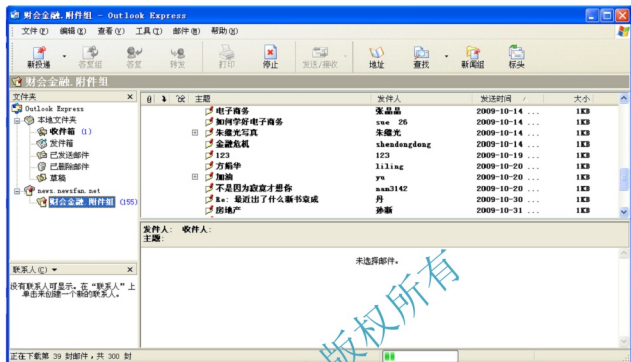 财会金融.附件组 - Outlook Express
文件(F) 编辑(E) 查看(V) 工具(T) 邮件(M) 帮助(H)
新投递 答复组 答复 转发 打印 停止 发送/接收 地址 查找 新闻组 标头
财会金融.附件组
文件夹 ×
Outlook Express
本地文件夹
收件箱 (1)
发件箱
已发送邮件
已删除邮件
草稿
news.newsfan.net
财会金融.附件组 (155)
主题 发件人 发送时间 大小
电子商务 张晶晶 2009-10-14 ... 1KB
如何学好电子商务 sue 26 2009-10-14 ... 1KB
朱继光写真 朱继光 2009-10-14 ... 1KB
金融危机 shendongdong 2009-10-14 ... 1KB
123 123 2009-10-19 ... 1KB
方娟华 liling 2009-10-20 ... 1KB
加油 yu 2009-10-20 ... 1KB
不是因为寂寞才想你 nan3142 2009-10-20 ... 1KB
Re: 最近出了什么新书 2009-10-30 ... 1KB
房地产 孙新 2009-10-31 ... 1KB
发件人: 收件人:
主题:
未选择邮件。
联系人(C) ×
没有联系人可显示。在“联系人”上
单击来创建一个新的联系人。
版权所有
正在下载第 39 封邮件，共 300 封